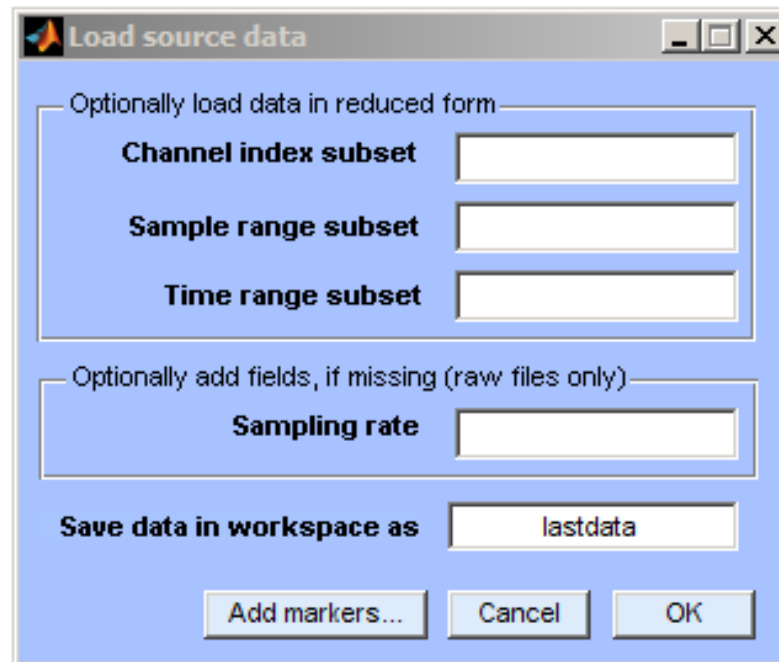 Load source data
Optionally load data in reduced form
Channel index subset
Sample range subset
Time range subset
Optionally add fields, if missing (raw files only)
Sampling rate
Save data in workspace as lastdata
Add markers... Cancel OK